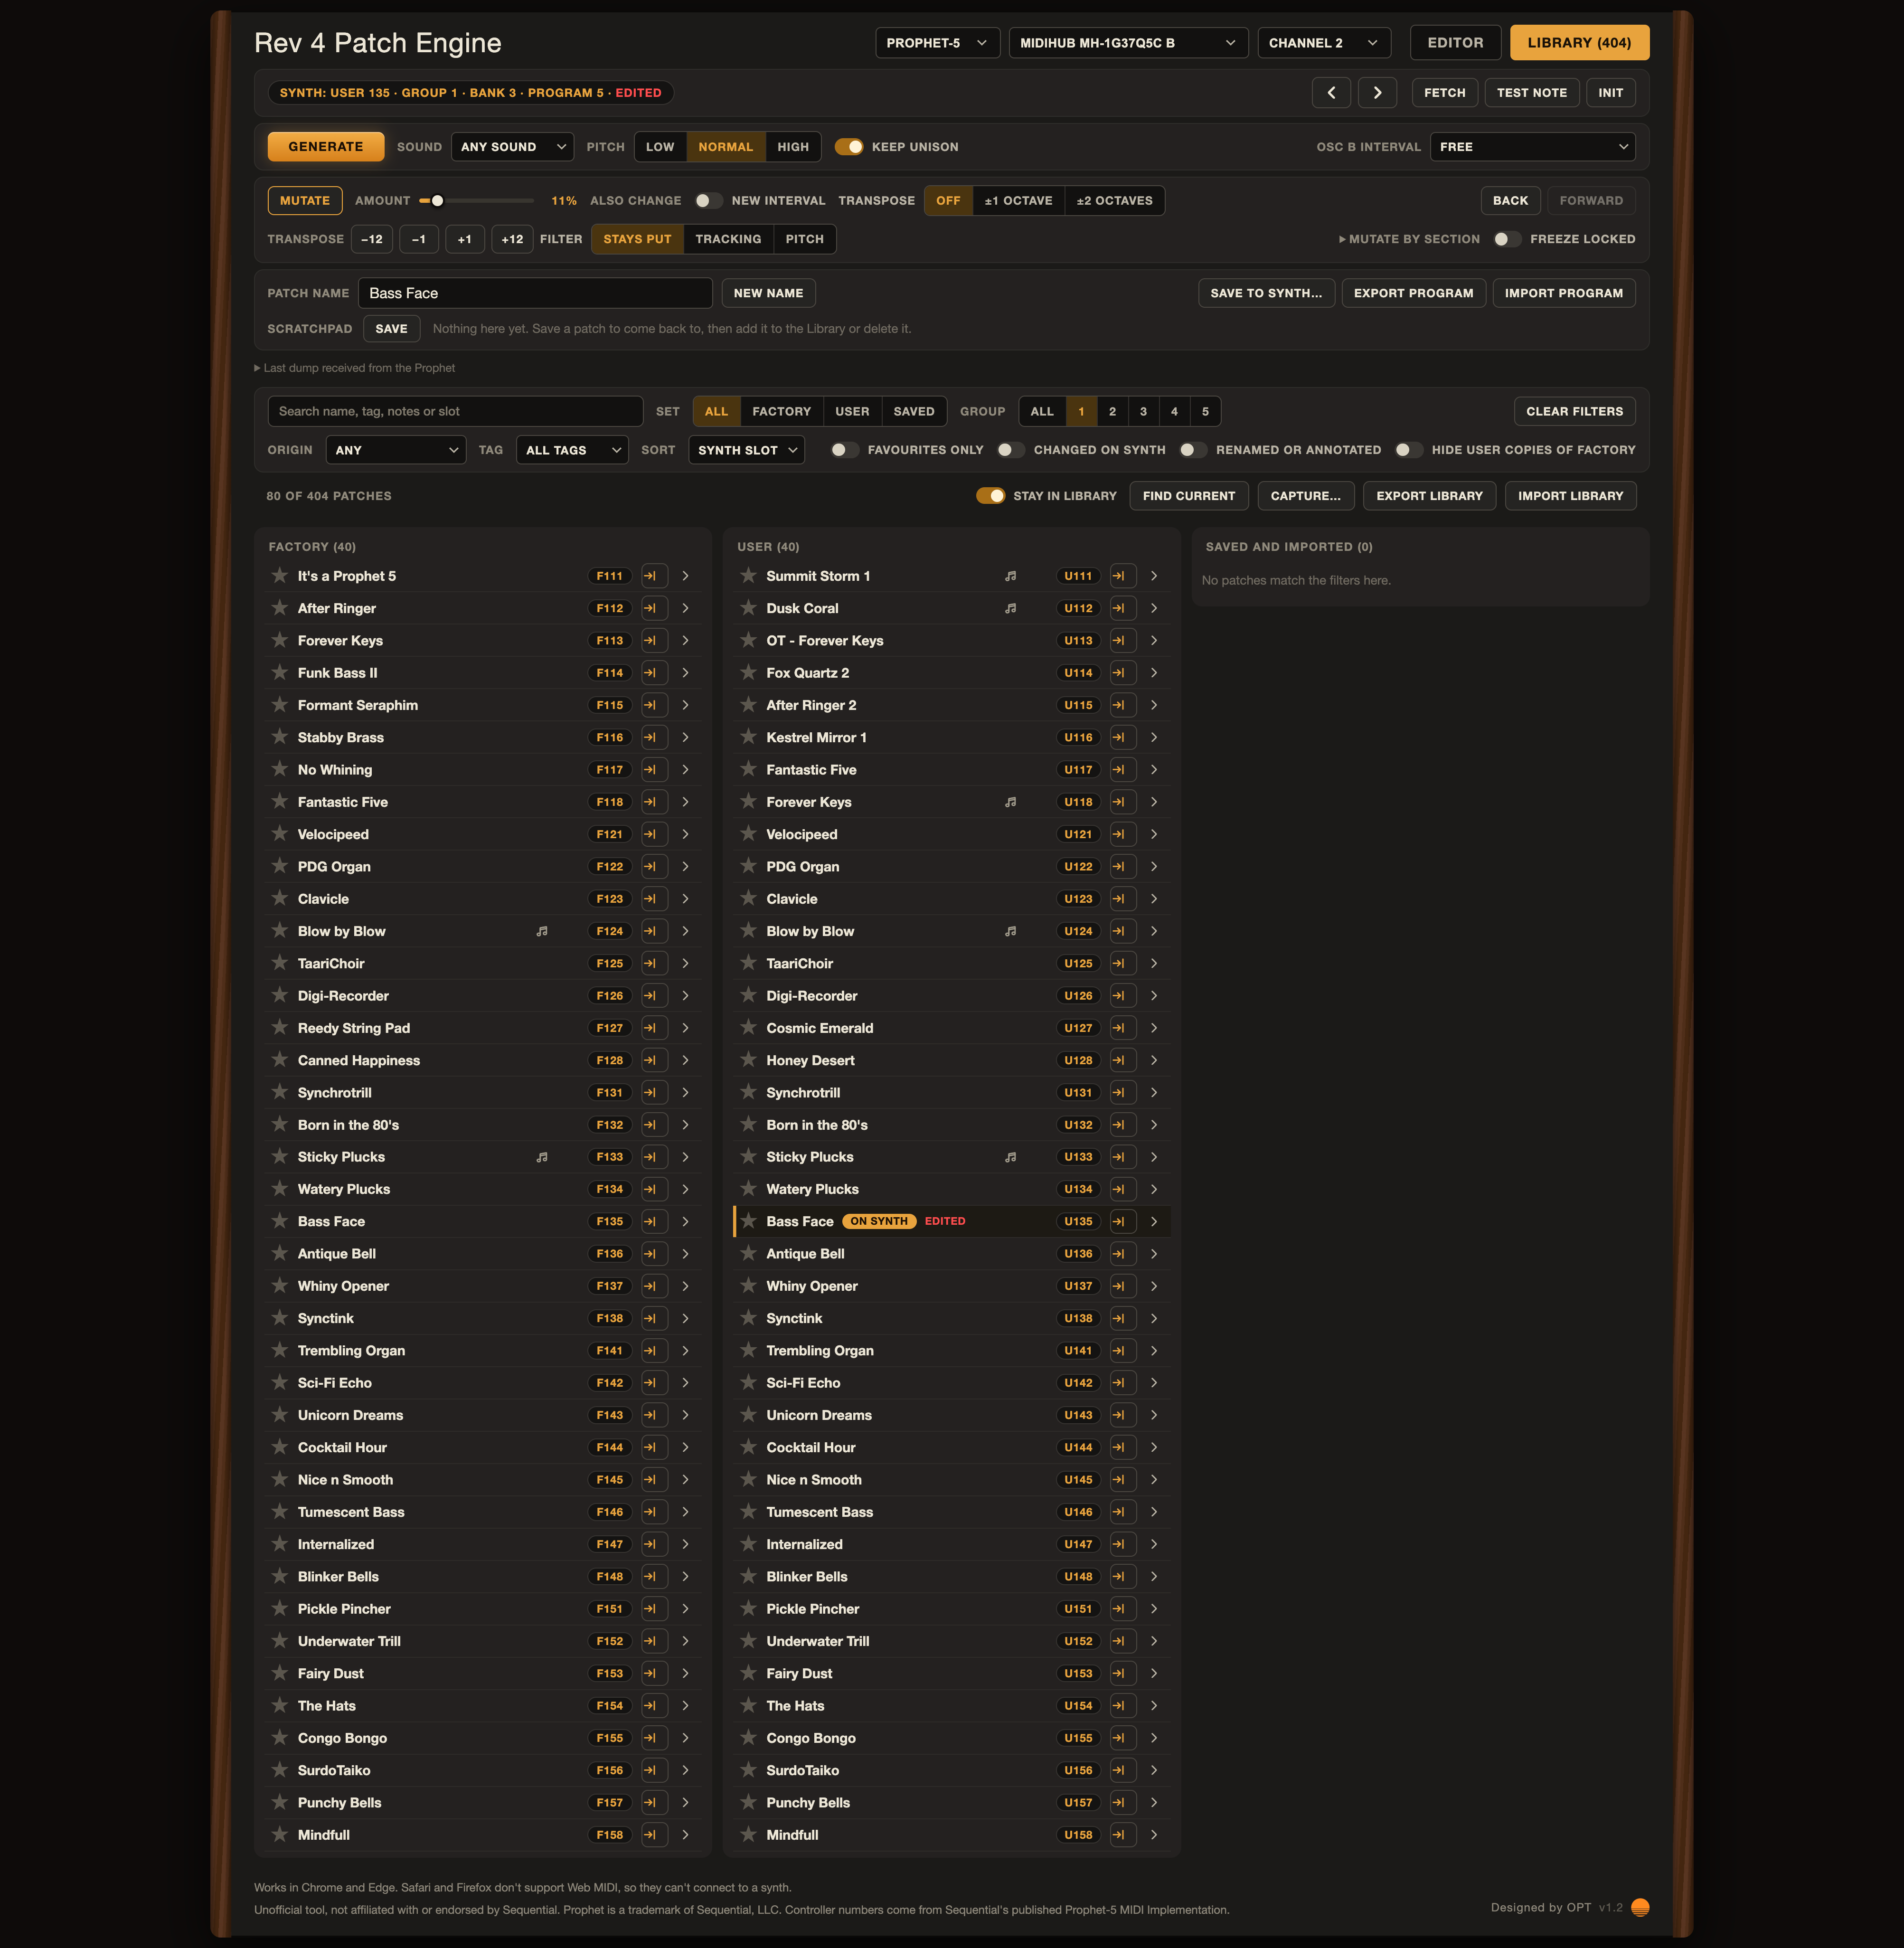 Rev 4 Patch Engine PROPHET-5 MIDIHUB MH-1G37Q5C B CHANNEL 2 EDITOR LIBRARY (404)
SYNTH: USER 135 · GROUP 1 · BANK 3 · PROGRAM 5 · EDITED FETCH TEST NOTE INIT
GENERATE SOUND ANY SOUND PITCH LOW NORMAL HIGH KEEP UNISON OSC B INTERVAL FREE
MUTATE AMOUNT 11% ALSO CHANGE NEW INTERVAL TRANSPOSE OFF ±1 OCTAVE ±2 OCTAVES BACK FORWARD
TRANSPOSE −12 −1 +1 +12 FILTER STAYS PUT TRACKING PITCH MUTATE BY SECTION FREEZE LOCKED
PATCH NAME Bass Face NEW NAME SAVE TO SYNTH... EXPORT PROGRAM IMPORT PROGRAM
SCRATCHPAD SAVE Nothing here yet. Save a patch to come back to, then add it to the Library or delete it.
Last dump received from the Prophet
Search name, tag, notes or slot SET ALL FACTORY USER SAVED GROUP ALL 1 2 3 4 5 CLEAR FILTERS
ORIGIN ANY TAG ALL TAGS SORT SYNTH SLOT FAVOURITES ONLY CHANGED ON SYNTH RENAMED OR ANNOTATED HIDE USER COPIES OF FACTORY
80 OF 404 PATCHES STAY IN LIBRARY FIND CURRENT CAPTURE... EXPORT LIBRARY IMPORT LIBRARY
FACTORY (40)
It's a Prophet 5 F111
After Ringer F112
Forever Keys F113
Funk Bass II F114
Formant Seraphim F115
Stabby Brass F116
No Whining F117
Fantastic Five F118
Velocipeed F121
PDG Organ F122
Clavicle F123
Blow by Blow F124
TaariChoir F125
Digi-Recorder F126
Reedy String Pad F127
Canned Happiness F128
Synchrotrill F131
Born in the 80's F132
Sticky Plucks F133
Watery Plucks F134
Bass Face F135
Antique Bell F136
Whiny Opener F137
Synctink F138
Trembling Organ F141
Sci-Fi Echo F142
Unicorn Dreams F143
Cocktail Hour F144
Nice n Smooth F145
Tumescent Bass F146
Internalized F147
Blinker Bells F148
Pickle Pincher F151
Underwater Trill F152
Fairy Dust F153
The Hats F154
Congo Bongo F155
SurdoTaiko F156
Punchy Bells F157
Mindfull F158
USER (40)
Summit Storm 1 U111
Dusk Coral U112
OT - Forever Keys U113
Fox Quartz 2 U114
After Ringer 2 U115
Kestrel Mirror 1 U116
Fantastic Five U117
Forever Keys U118
Velocipeed U121
PDG Organ U122
Clavicle U123
Blow by Blow U124
TaariChoir U125
Digi-Recorder U126
Cosmic Emerald U127
Honey Desert U128
Synchrotrill U131
Born in the 80's U132
Sticky Plucks U133
Watery Plucks U134
Bass Face ON SYNTH EDITED U135
Antique Bell U136
Whiny Opener U137
Synctink U138
Trembling Organ U141
Sci-Fi Echo U142
Unicorn Dreams U143
Cocktail Hour U144
Nice n Smooth U145
Tumescent Bass U146
Internalized U147
Blinker Bells U148
Pickle Pincher U151
Underwater Trill U152
Fairy Dust U153
The Hats U154
Congo Bongo U155
SurdoTaiko U156
Punchy Bells U157
Mindfull U158
SAVED AND IMPORTED (0)
No patches match the filters here.
Works in Chrome and Edge. Safari and Firefox don't support Web MIDI, so they can't connect to a synth.
Unofficial tool, not affiliated with or endorsed by Sequential. Prophet is a trademark of Sequential, LLC. Controller numbers come from Sequential's published Prophet-5 MIDI Implementation.
Designed by OPT v1.2